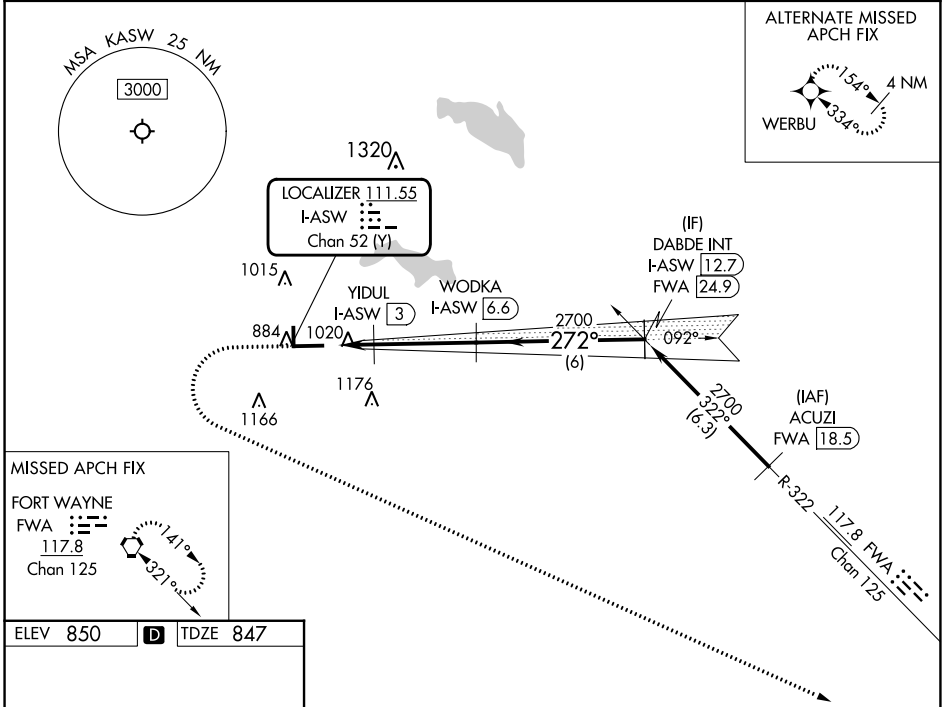 MSA KASW 25 NM
3000
ALTERNATE MISSED
APCH FIX
154°
4 NM
334°
WERBU
1320
LOCALIZER 111.55
I-ASW
Chan 52 (Y)
(IF)
DABDE INT
I-ASW 12.7
FWA 24.9
1015
YIDUL
I-ASW 3
WODKA
I-ASW 6.6
884
1020
2700
272°
(6)
092°
1176
1166
2700
322°
(6.3)
(IAF)
ACUZI
FWA 18.5
R-322
117.8 FWA
Chan 125
MISSED APCH FIX
FORT WAYNE
FWA
117.8
Chan 125
141°
321°
ELEV 850
D
TDZE 847